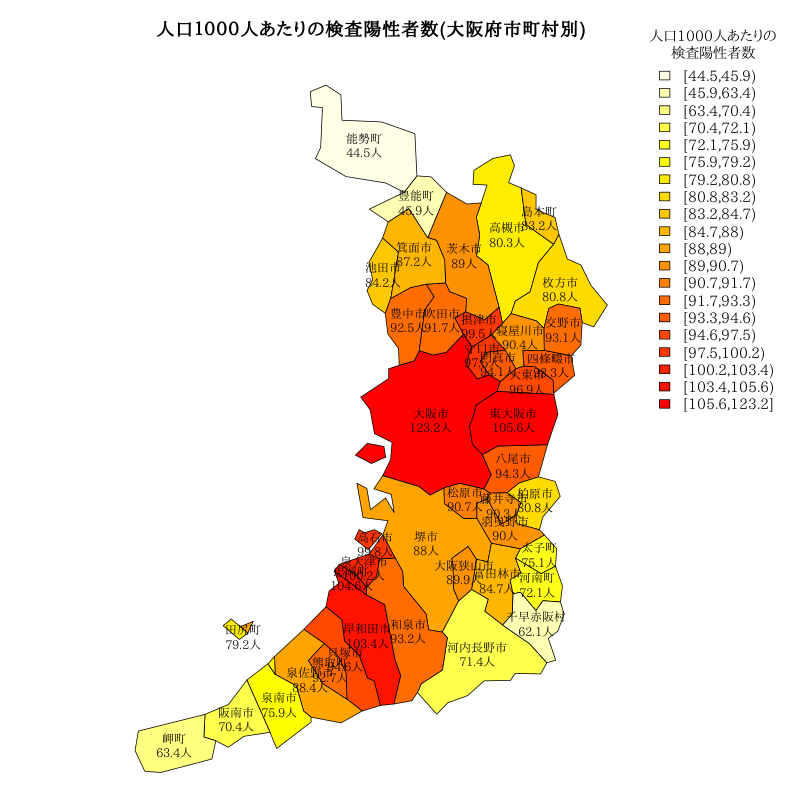 人口1000人あたりの検査陽性者数(大阪府市町村別)
人口1000人あたりの
検査陽性者数
[44.5,45.9)
[45.9,63.4)
[63.4,70.4)
[70.4,72.1)
[72.1,75.9)
[75.9,79.2)
[79.2,80.8)
[80.8,83.2)
[83.2,84.7)
[84.7,88)
[88,89)
[89,90.7)
[90.7,91.7)
[91.7,93.3)
[93.3,94.6)
[94.6,97.5)
[97.5,100.2)
[100.2,103.4)
[103.4,105.6)
[105.6,123.2]
能勢町
44.5人
豊能町
45.9人
島本町
83.2人
高槻市
80.3人
茨木市
89人
箕面市
87.2人
池田市
84.2人
枚方市
80.8人
豊中市
92.5人
吹田市
91.7人
摂津市
99.5人
寝屋川市
90.4人
交野市
93.1人
守口市
97.5人
門真市
94.1人
四條畷市
93.3人
大東市
96.9人
大阪市
123.2人
東大阪市
105.6人
八尾市
94.3人
松原市
90.7人
藤井寺市
90.3人
柏原市
80.8人
羽曳野市
90人
高石市
99.8人
堺市
88人
太子町
75.1人
泉大津市
100.2人
104.6人
大阪狭山市
89.9人
富田林市
84.7人
河南町
72.1人
千早赤阪村
62.1人
田尻町
79.2人
岸和田市
103.4人
和泉市
93.2人
河内長野市
71.4人
貝塚市
94.6人
熊取町
92.7人
泉佐野市
88.4人
泉南市
75.9人
阪南市
70.4人
岬町
63.4人